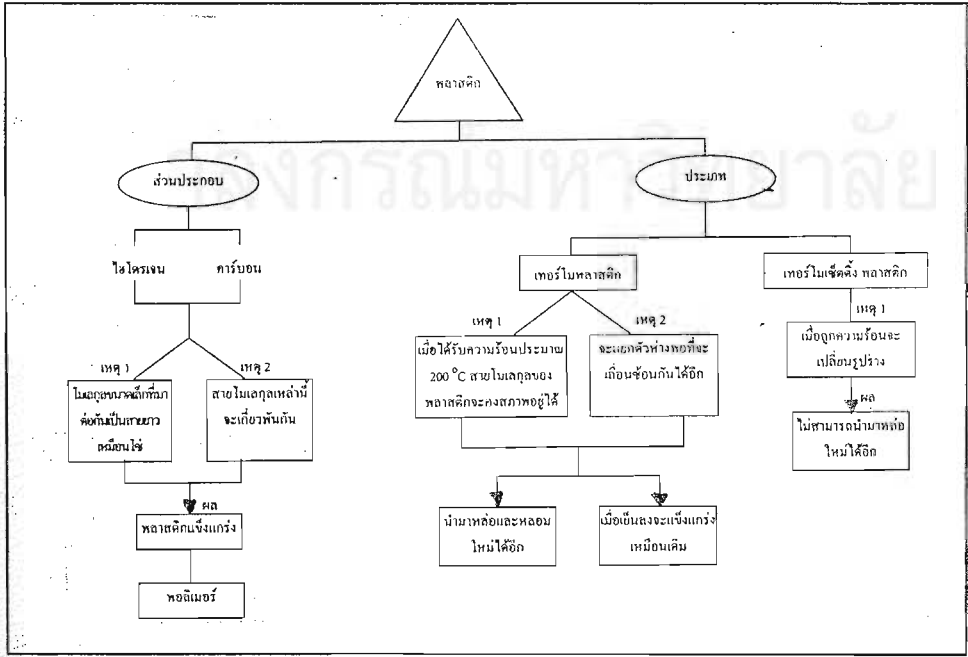 พลาสติก
ส่วนประกอบ
ประเภท
ไฮโดรเจน
คาร์บอน
เทอร์โมพลาสติก
เทอร์โมเซ็ตติ้ง พลาสติก
เหตุ 1
เหตุ 2
โมเลกุลขนาดเล็กที่มา
ต่อกันเป็นสายยาว
เหมือนโซ่
สายโมเลกุลเหล่านี้
จะเกี่ยวพันกัน
ผล
พลาสติกแข็งแกร่ง
พอลิเมอร์
เหตุ 1
เหตุ 2
เมื่อได้รับความร้อนประมาณ
200 °C สายโมเลกุลของ
พลาสติกจะคงสภาพอยู่ได้
จะแยกตัวห่างพอที่จะ
เลื่อนซ้อนกันได้อีก
นำมาหล่อและหลอม
ใหม่ได้อีก
เมื่อเย็นลงจะแข็งแกร่ง
เหมือนเดิม
เหตุ 1
เมื่อถูกความร้อนจะ
เปลี่ยนรูปร่าง
ผล
ไม่สามารถนำมาหล่อ
ใหม่ได้อีก